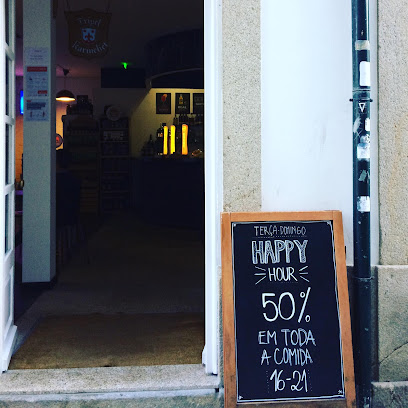 TERÇA-DOMINGO
HAPPY
HOUR
50%
EM TODA
A COMIDA
16-21